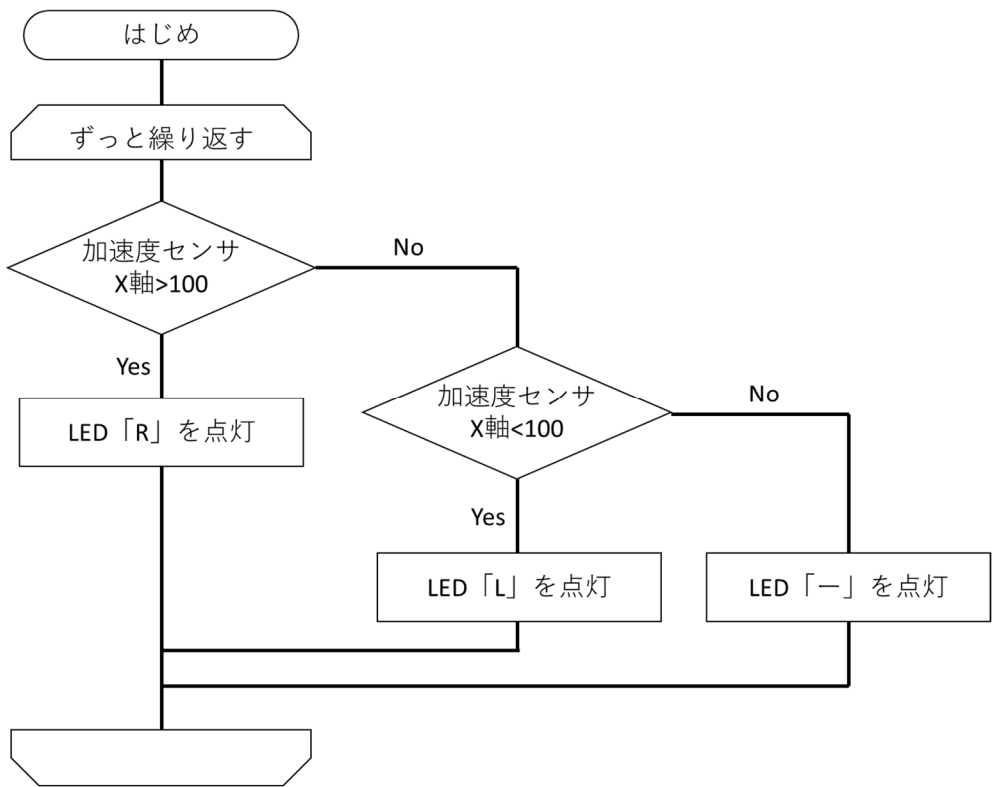 はじめ
ずっと繰り返す
加速度センサ
X軸>100
No
Yes
LED「R」を点灯
加速度センサ
X軸<100
No
Yes
LED「L」を点灯
LED「ー」を点灯